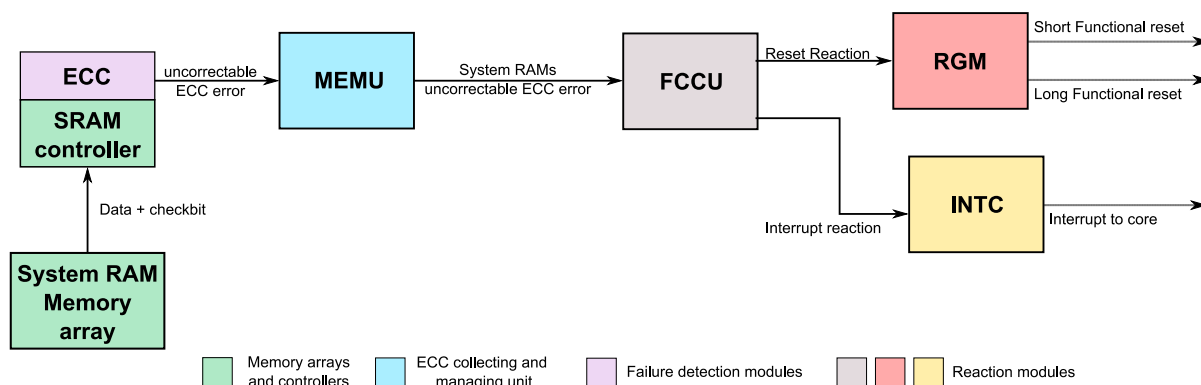 ECC
SRAM
controller
uncorrectable
ECC error
MEMU
System RAMs
uncorrectable ECC error
FCCU
Reset Reaction
RGM
Short Functional reset
Long Functional reset
Data + checkbit
Interrupt reaction
INTC
Interrupt to core
System RAM
Memory
array
Memory arrays
and controllers
ECC collecting and
managing unit
Failure detection modules
Reaction modules